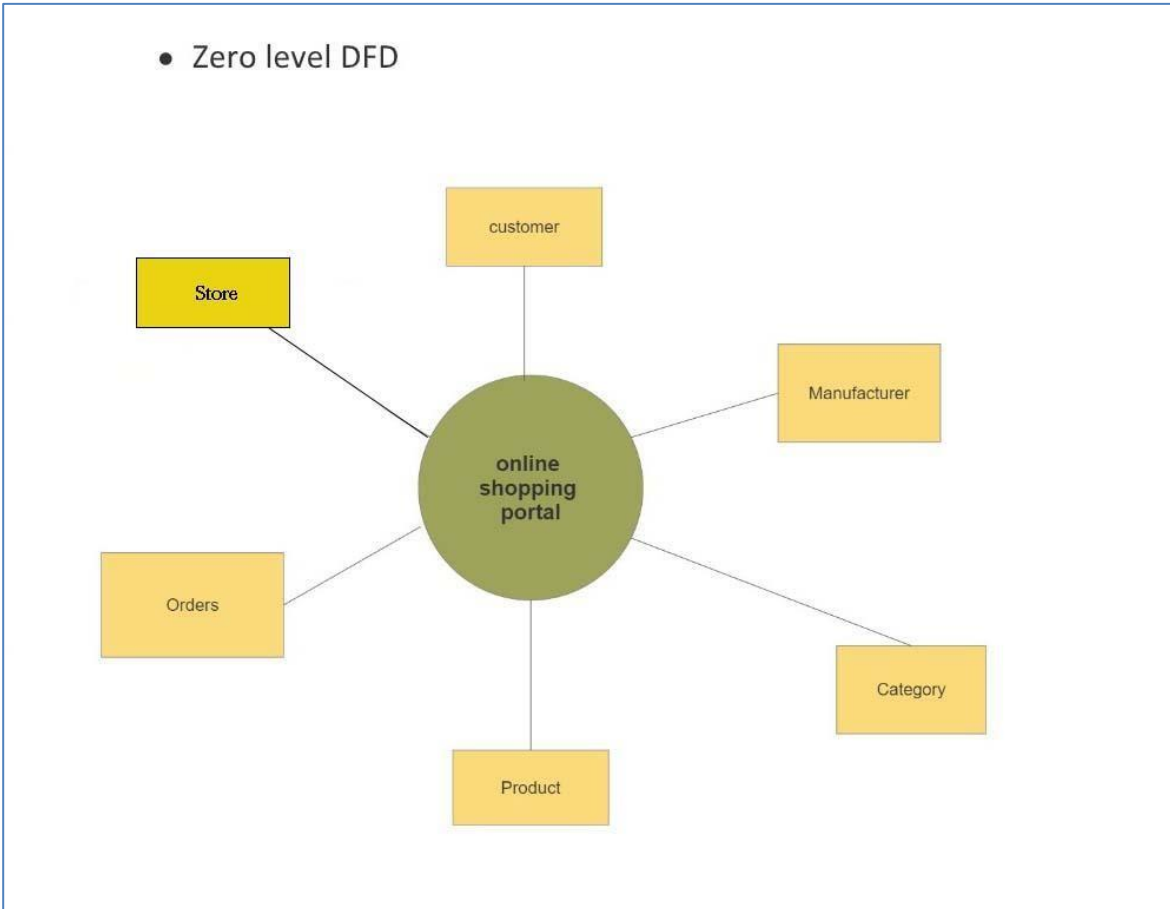 • Zero level DFD
customer
Store
Manufacturer
online
shopping
portal
Orders
Category
Product